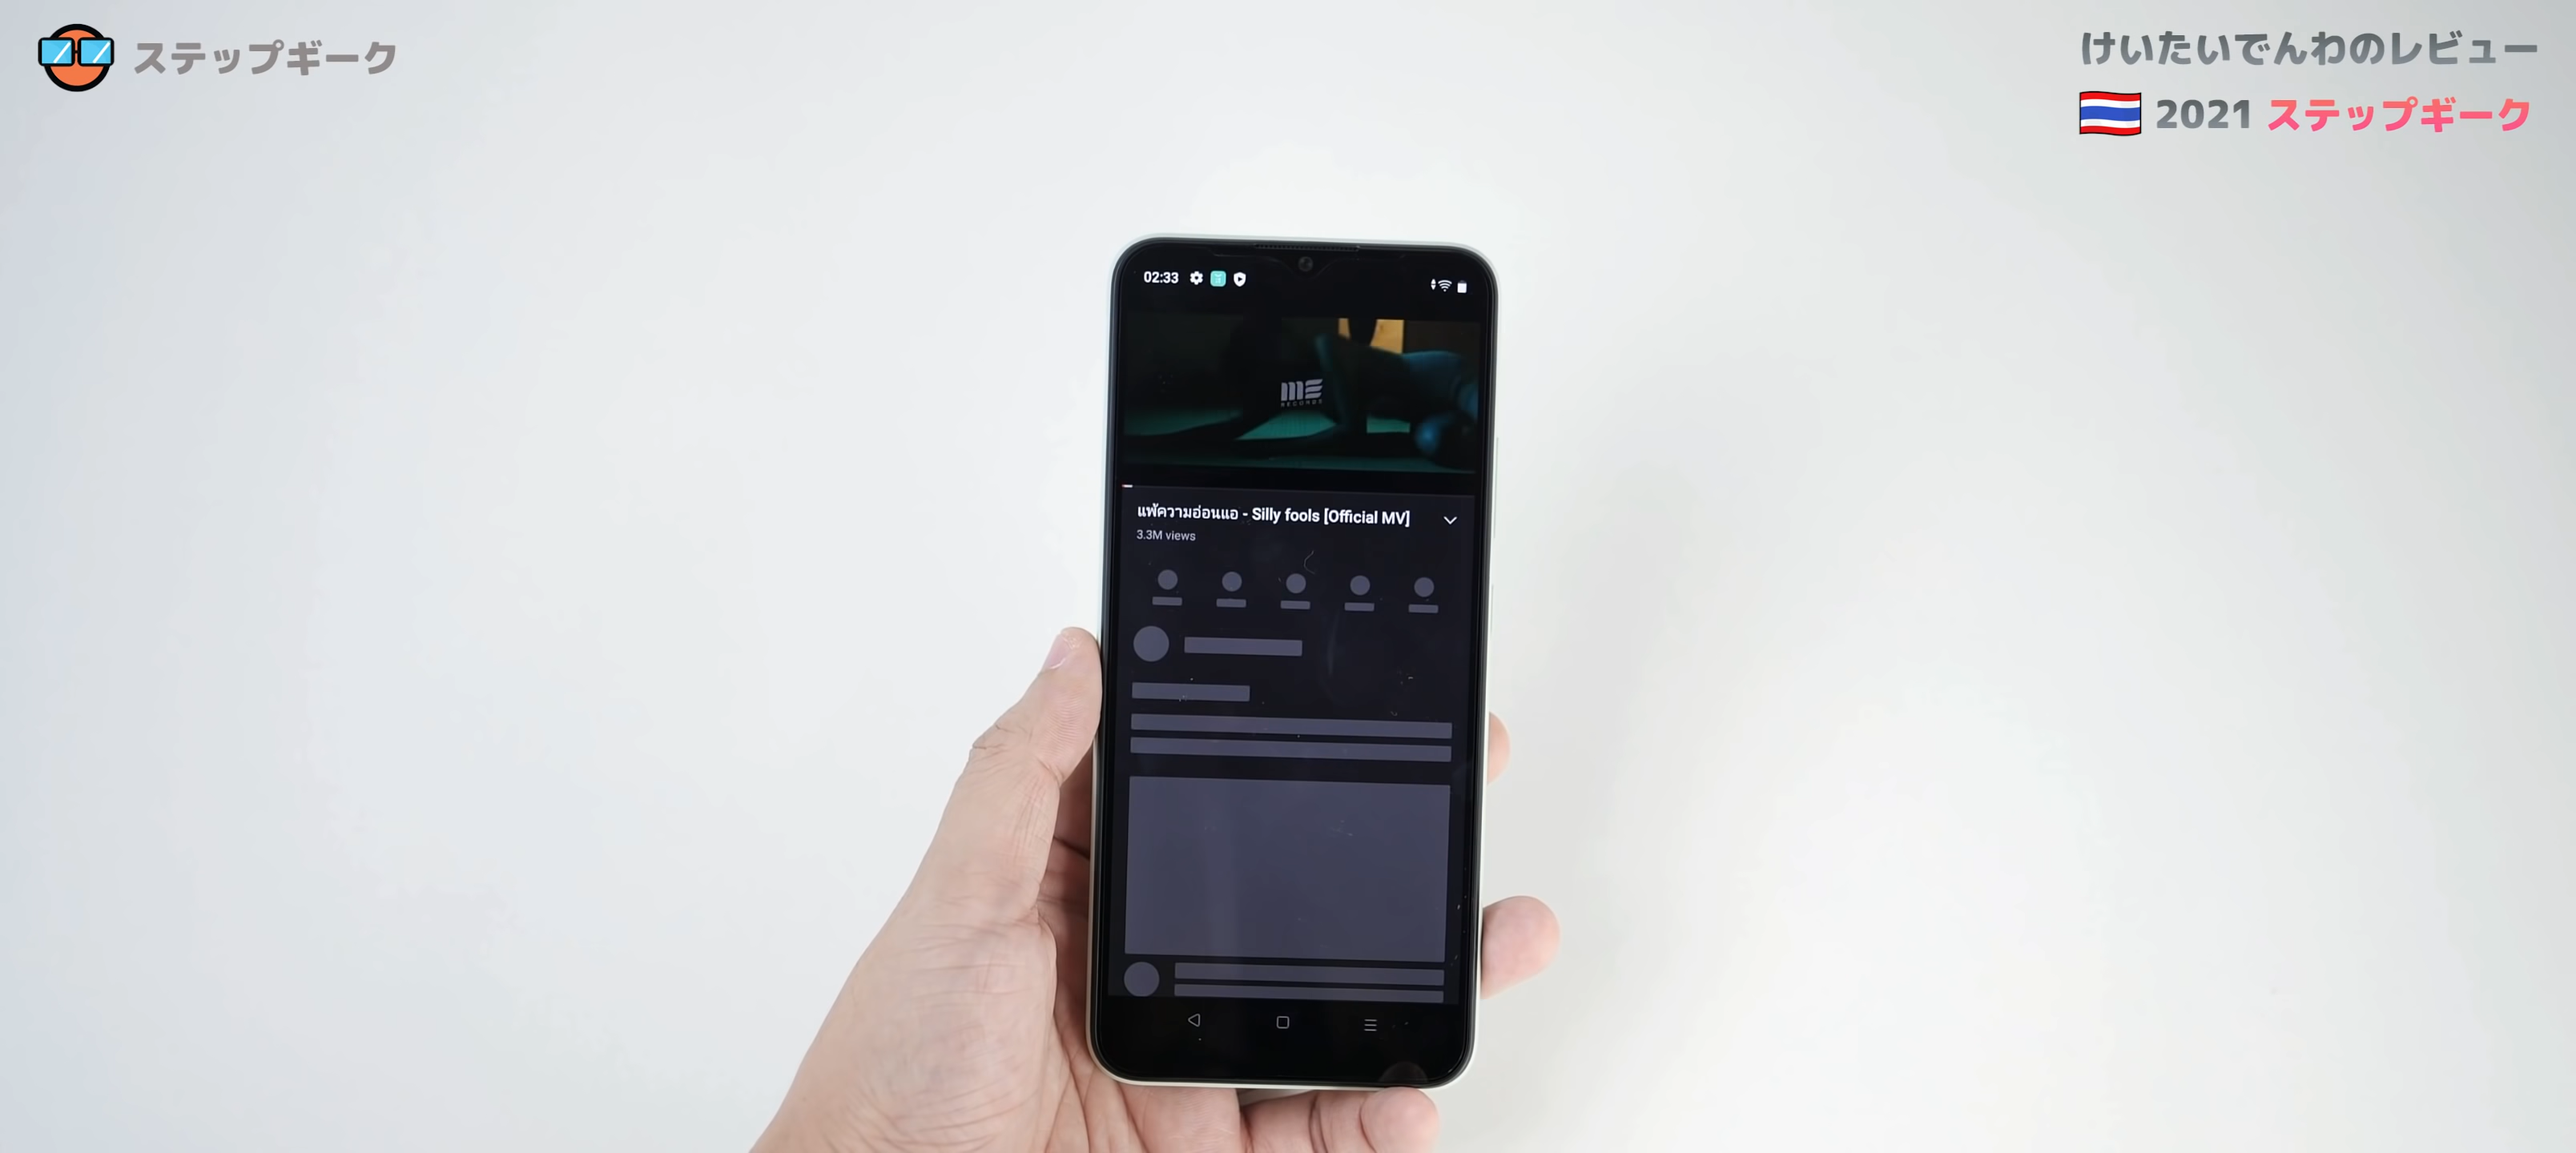 ステップギーク
けいたいでんわのレビュー
2021 ステップギーク
02:33
ME
RECORDS
แพ้ความอ่อนแอ - Silly fools [Official MV]
3.3M views